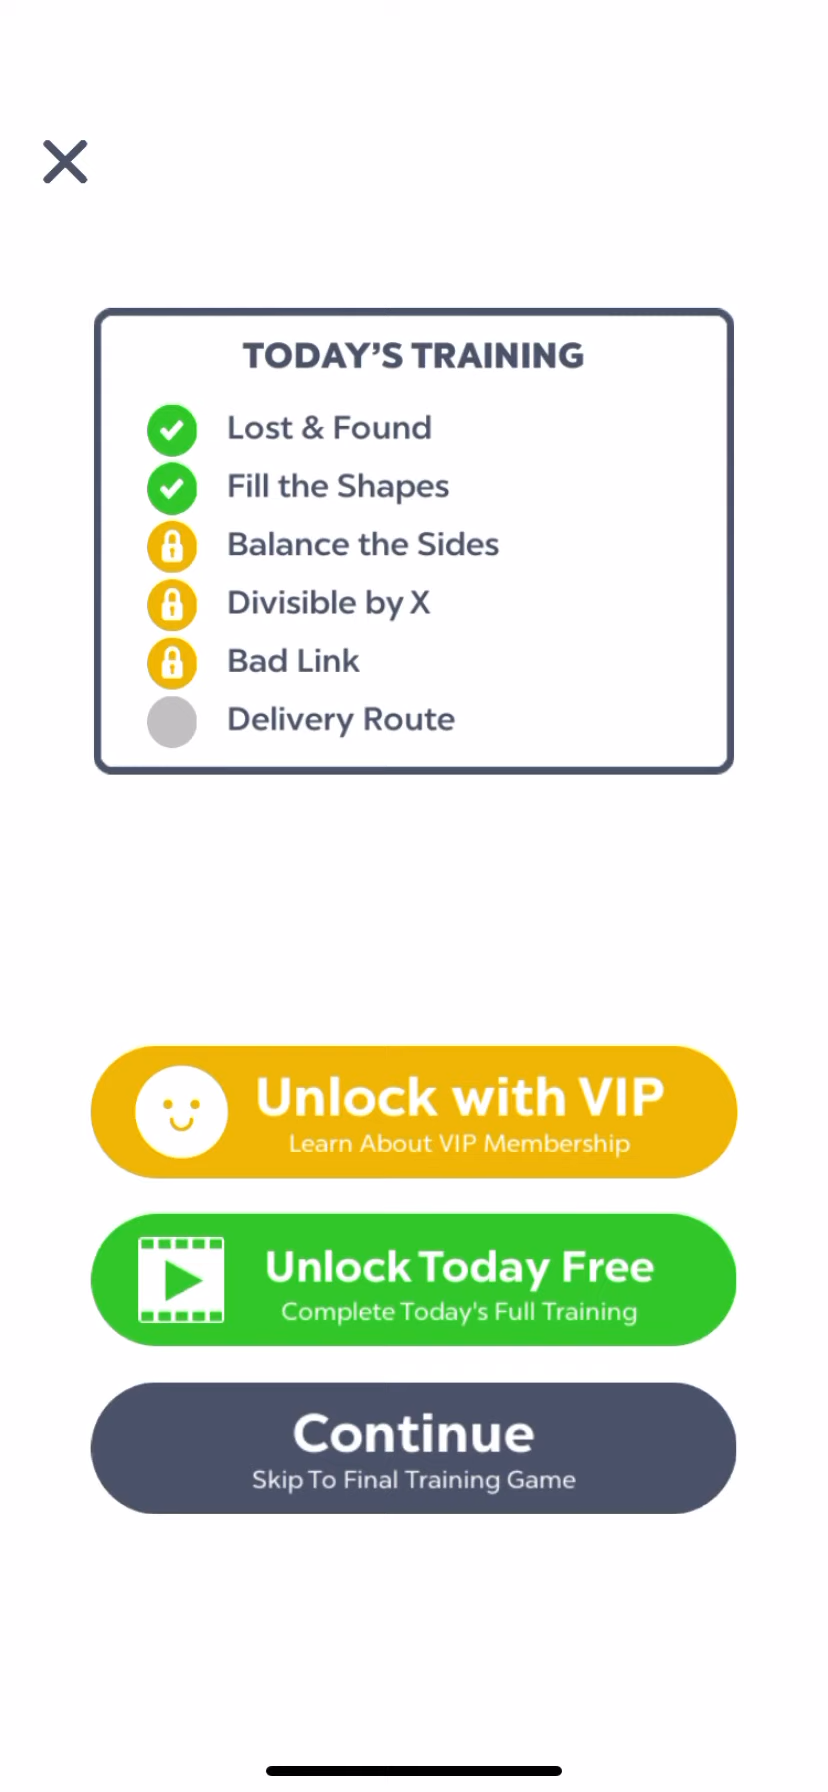 TODAY’S TRAINING
Lost & Found
Fill the Shapes
Balance the Sides
Divisible by X
Bad Link
Delivery Route
Unlock with VIP
Learn About VIP Membership
Unlock Today Free
Complete Today's Full Training
Continue
Skip To Final Training Game